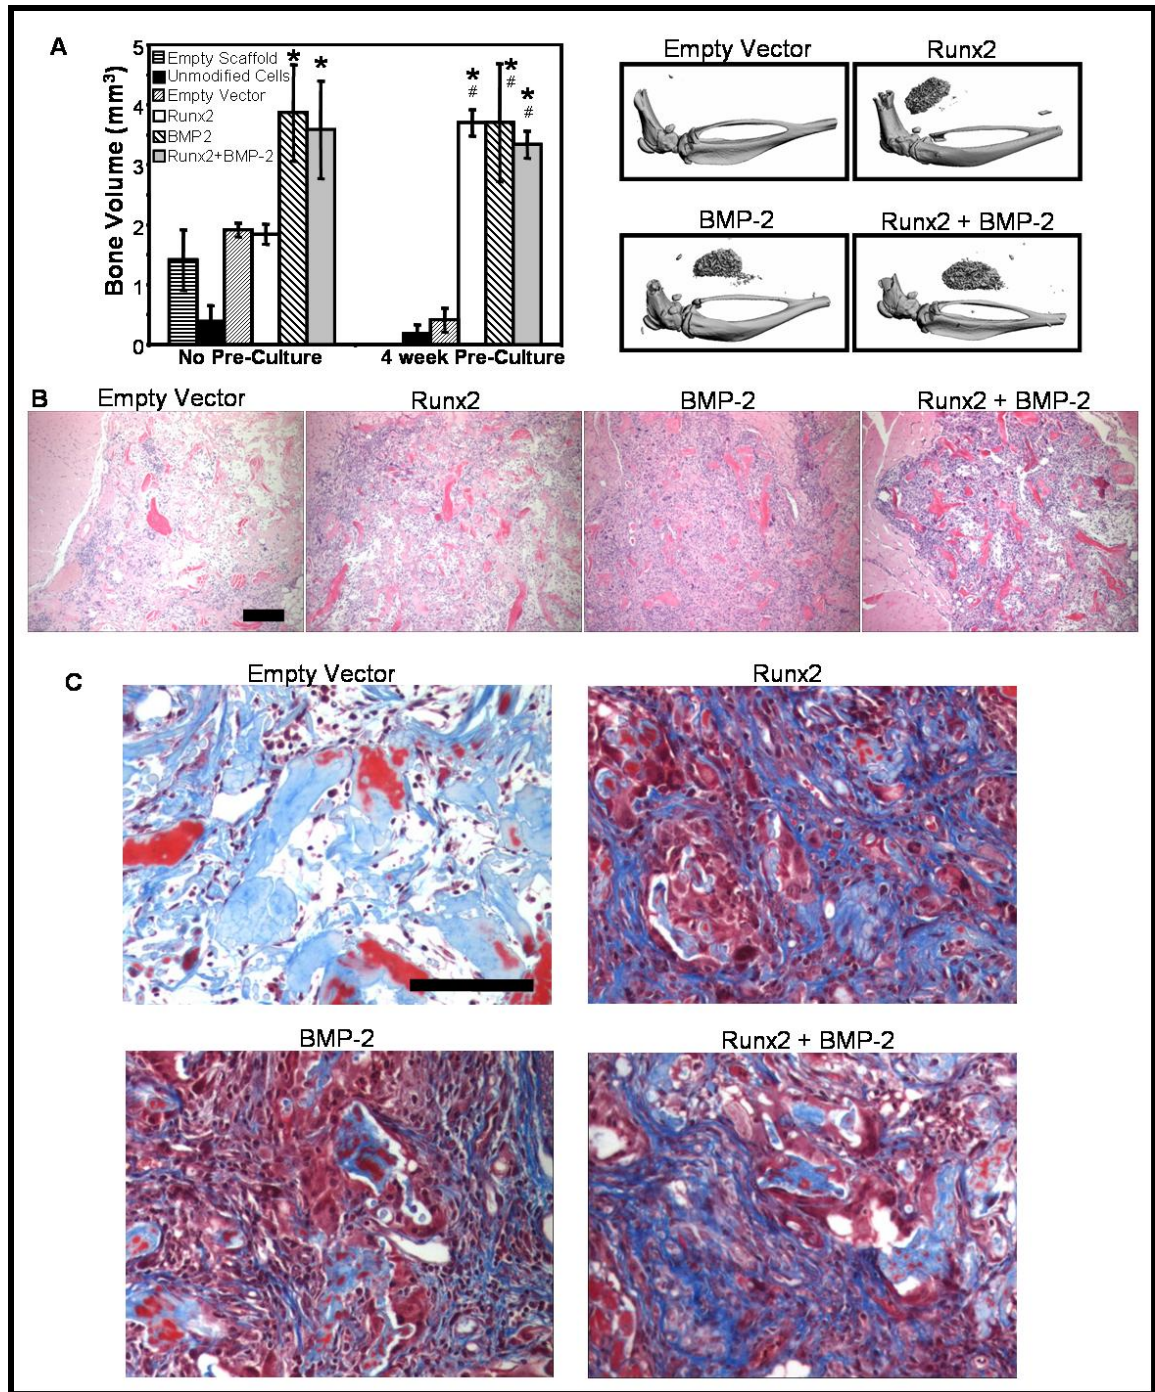 A
5
4
3
2
1
0
Bone Volume (mm³)
Empty Scaffold
Unmodified Cells
Empty Vector
Runx2
BMP2
Runx2+BMP-2
* *
* * *
# # #
No Pre-Culture 4 week Pre-Culture
Empty Vector Runx2
BMP-2 Runx2 + BMP-2
B Empty Vector Runx2 BMP-2 Runx2 + BMP-2
C Empty Vector Runx2
BMP-2 Runx2 + BMP-2